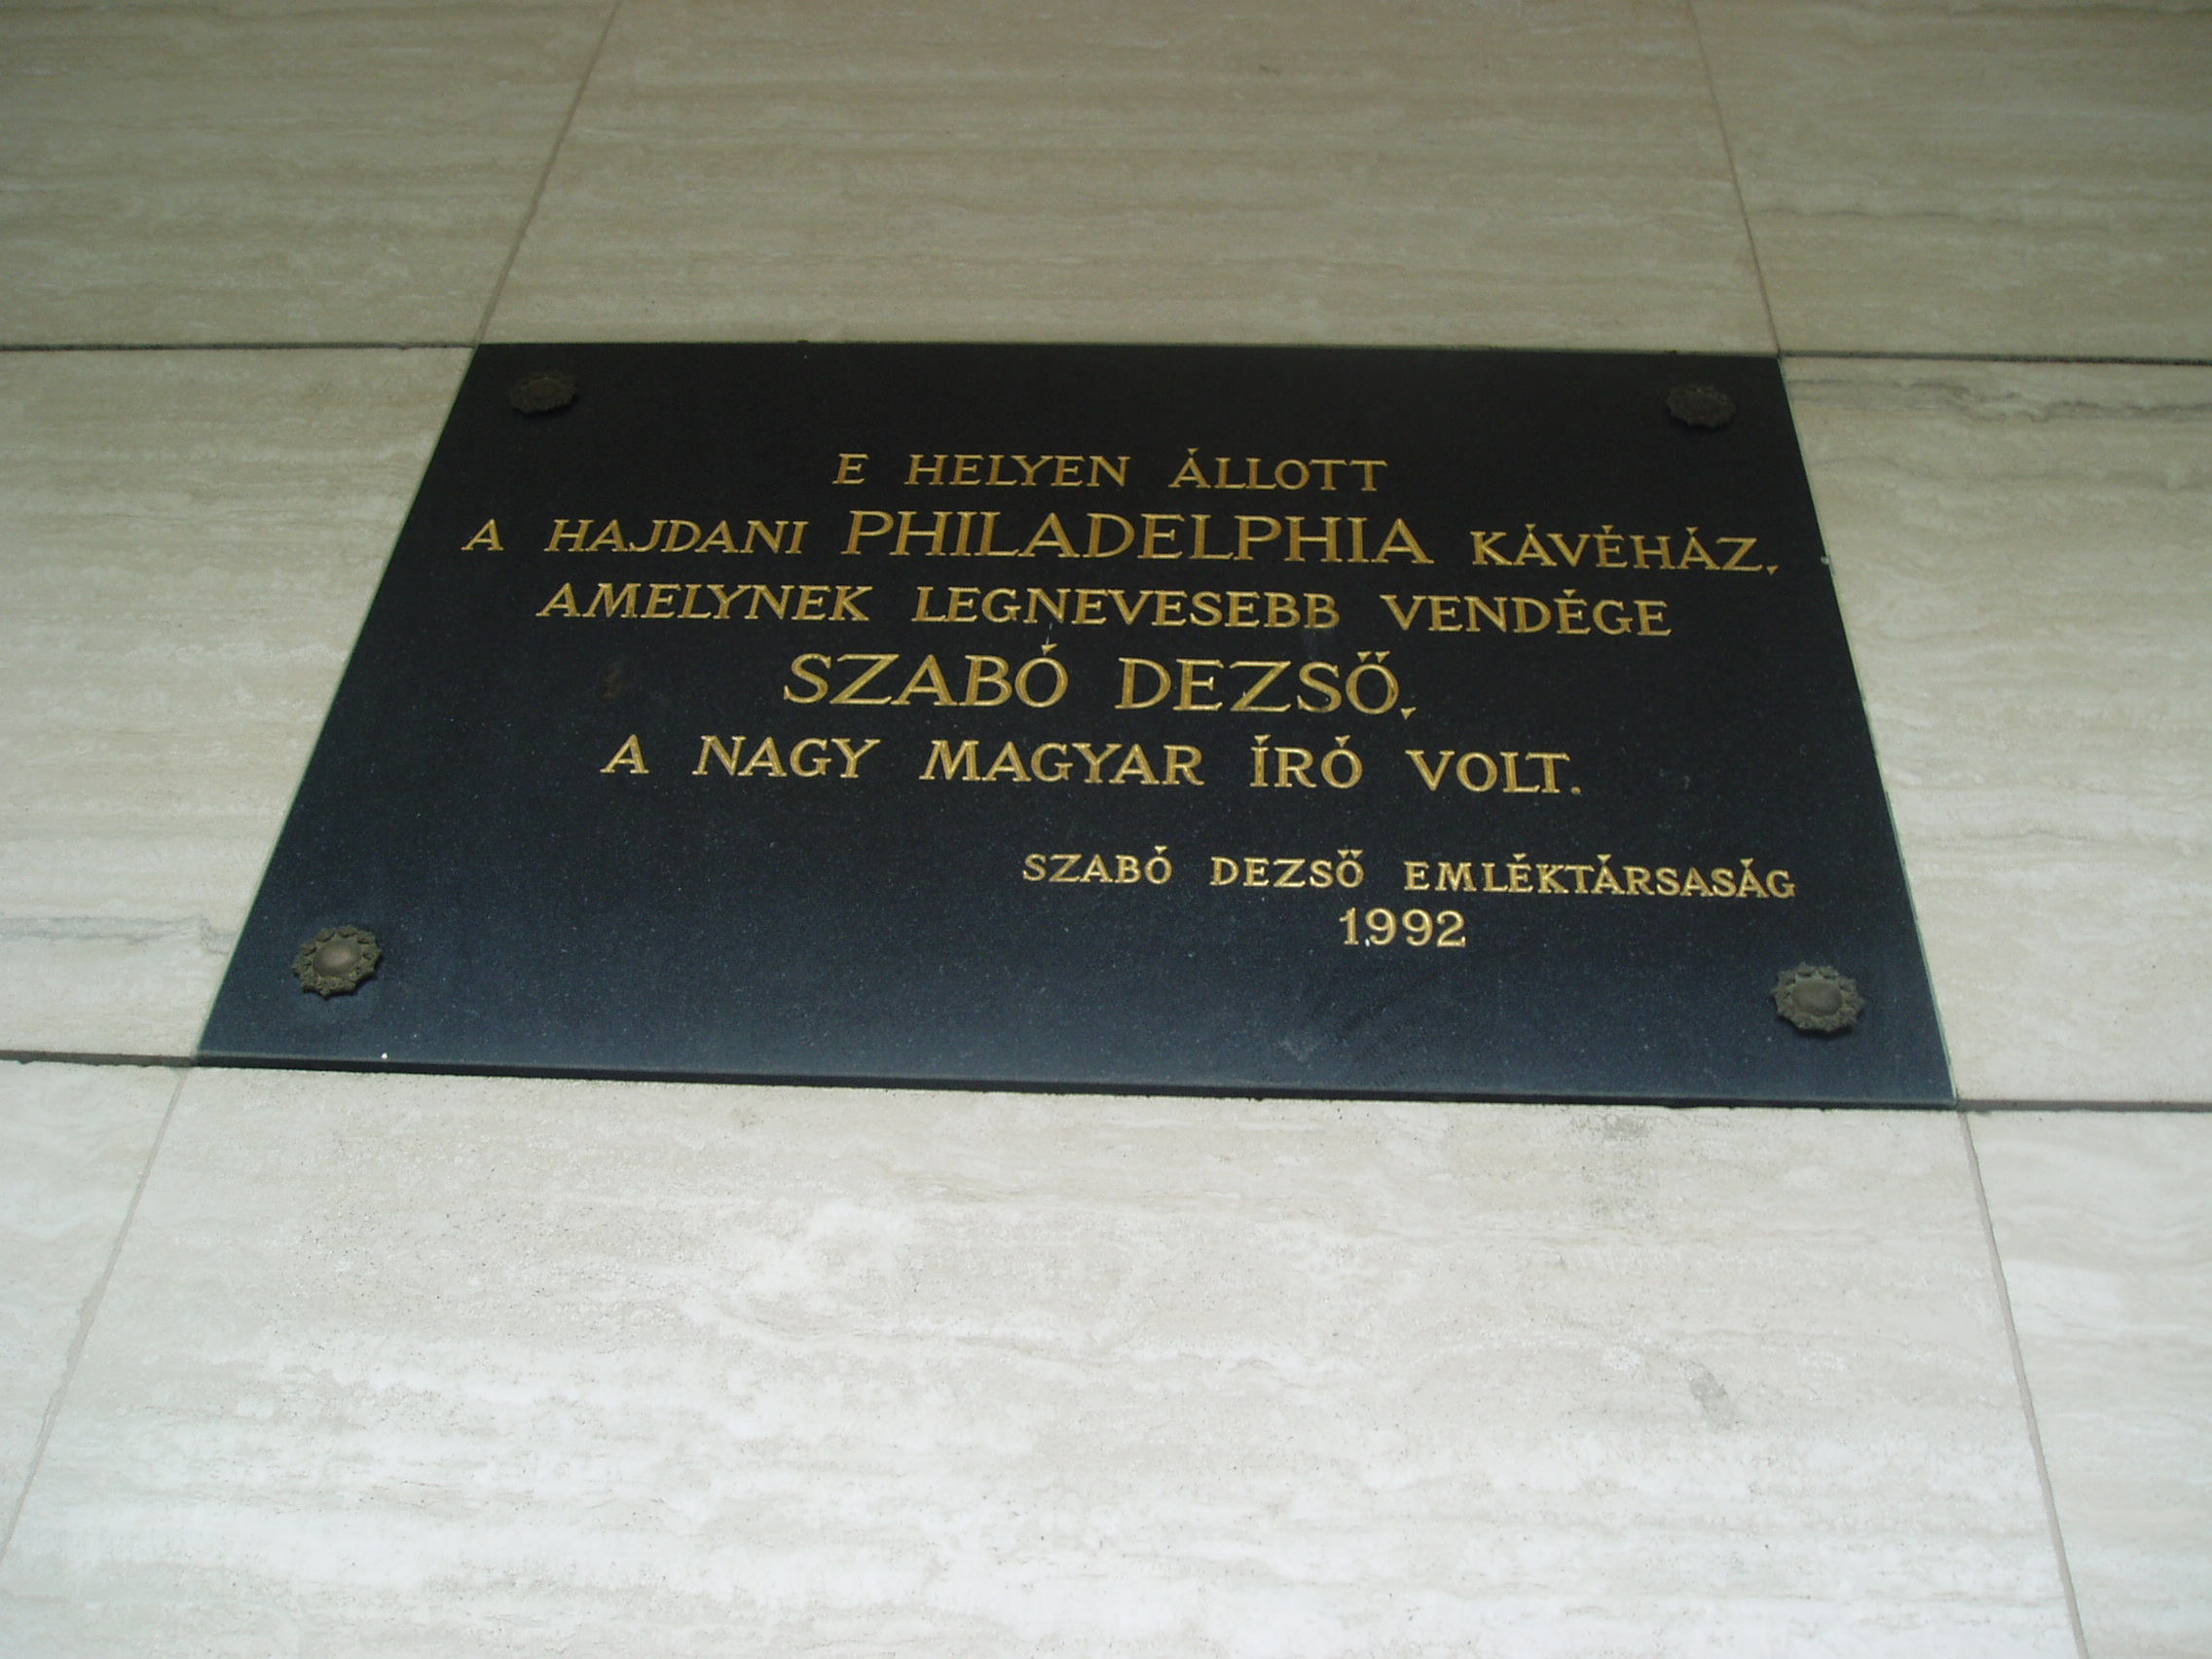 E HELYEN ÁLLOTT
A HAJDANI PHILADELPHIA KÁVÉHÁZ,
AMELYNEK LEGNEVESEBB VENDÉGE
SZABÓ DEZSŐ,
A NAGY MAGYAR ÍRÓ VOLT.
SZABÓ DEZSŐ EMLÉKTÁRSASÁG
1992